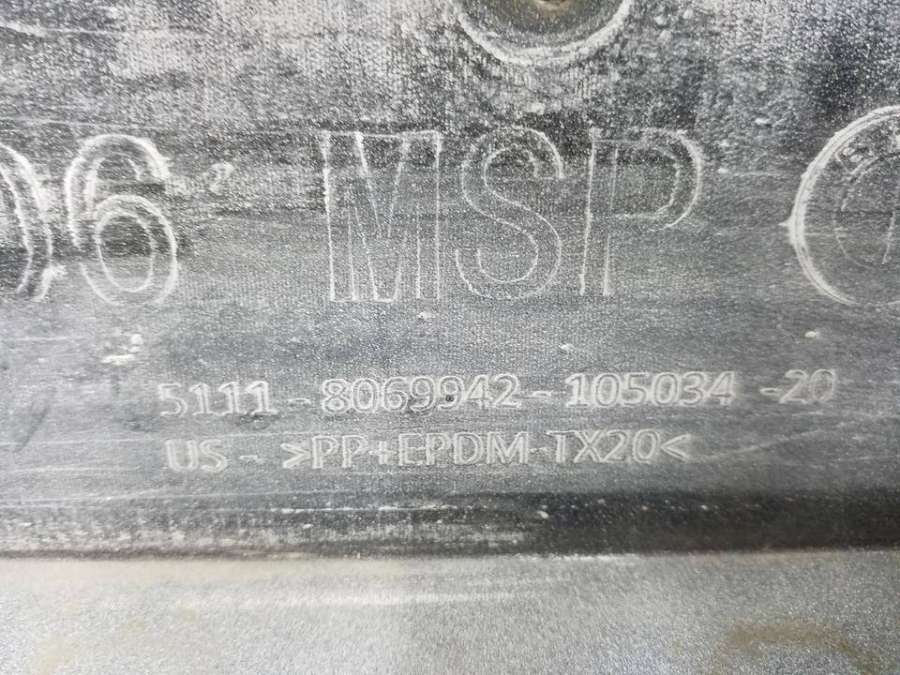 06 MSP
5111 - 8069942 - 105034 -20
US - >PP+EPDM-TX20<